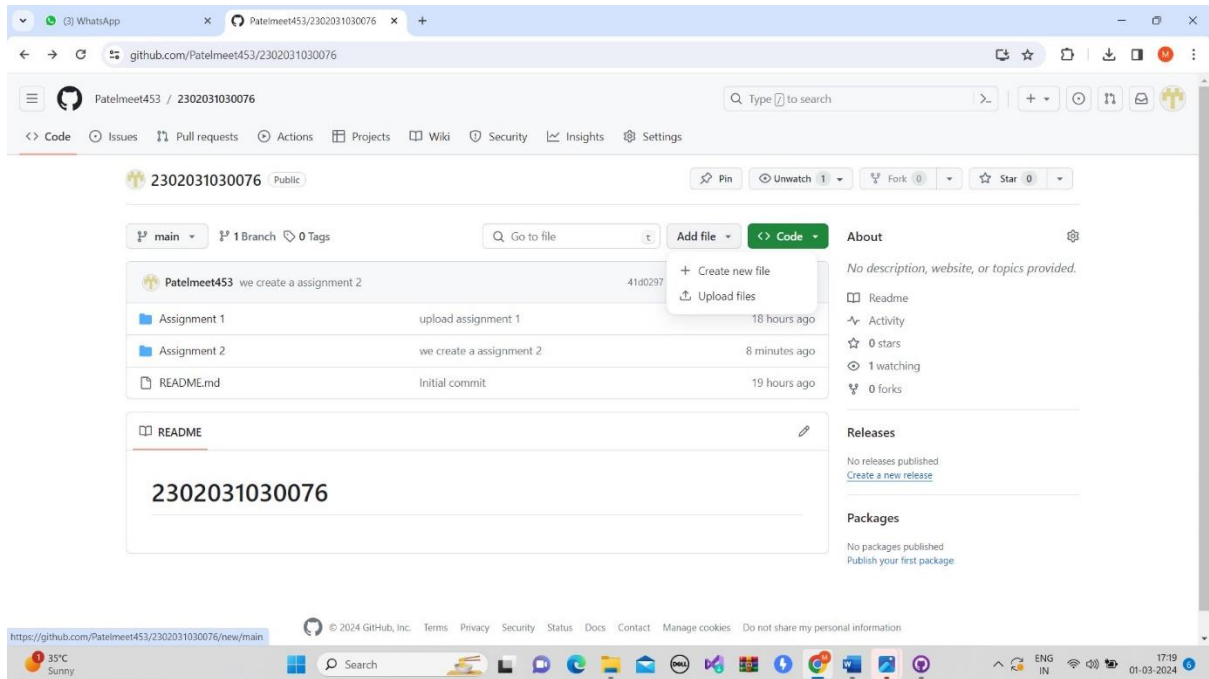 (3) WhatsApp
Patelmeet453/2302031030076
github.com/Patelmeet453/2302031030076
Patelmeet453 / 2302031030076
Type / to search
Code Issues Pull requests Actions Projects Wiki Security Insights Settings
2302031030076 Public
Pin Unwatch 1 Fork 0 Star 0
main 1 Branch 0 Tags Go to file t Add file Code
Create new file
Upload files
Patelmeet453 we create a assignment 2 41d0297
Assignment 1 upload assignment 1 18 hours ago
Assignment 2 we create a assignment 2 8 minutes ago
README.md Initial commit 19 hours ago
README
2302031030076
About
No description, website, or topics provided.
Readme
Activity
0 stars
1 watching
0 forks
Releases
No releases published
Create a new release
Packages
No packages published
Publish your first package
© 2024 GitHub, Inc. Terms Privacy Security Status Docs Contact Manage cookies Do not share my personal information
https://github.com/Patelmeet453/2302031030076/new/main
1
35°C
Sunny
Search
DELL
ENG
IN
17:19
01-03-2024
6